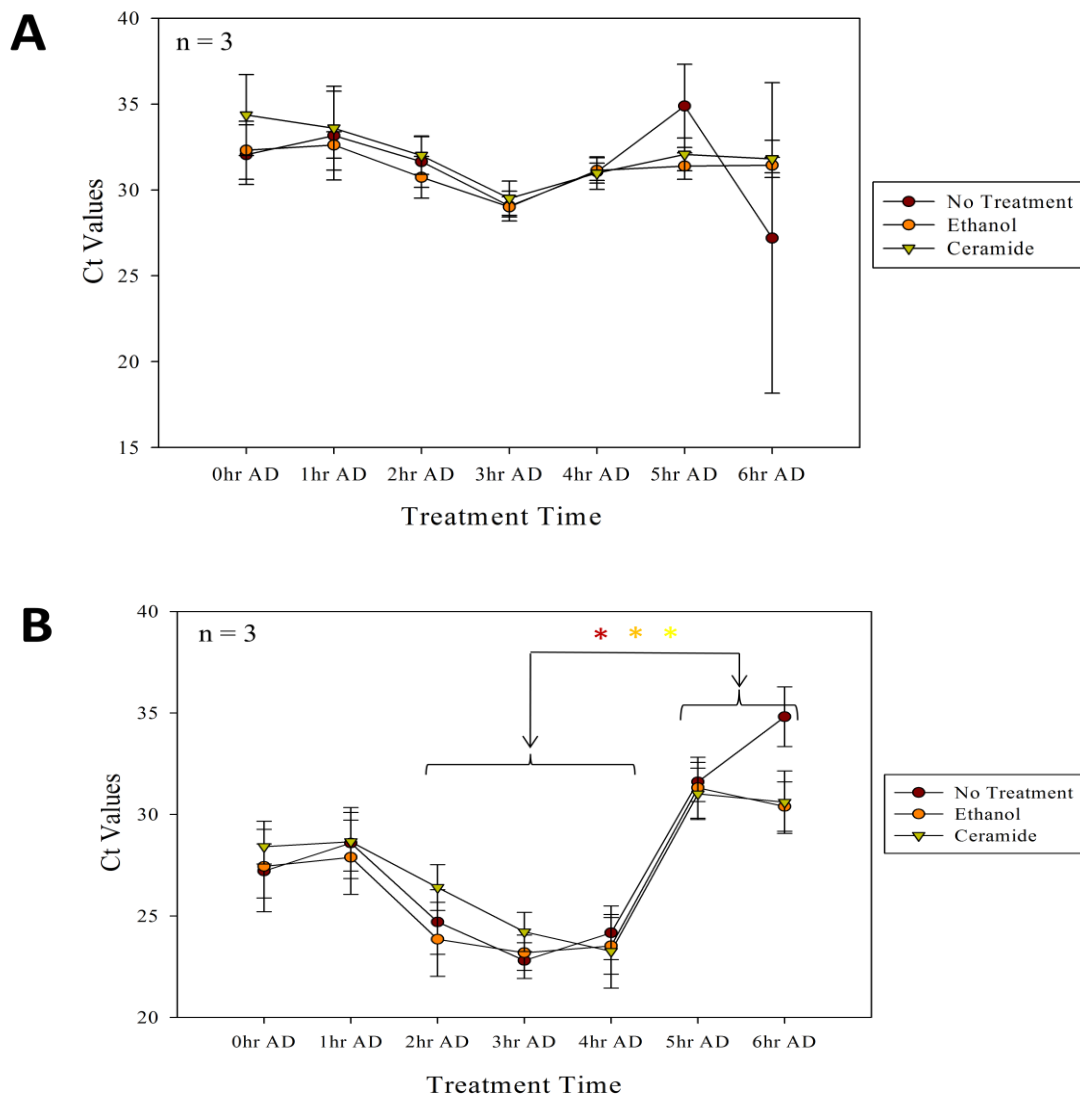 A
n = 3
40
35
30
25
20
15
Ct Values
0hr AD 1hr AD 2hr AD 3hr AD 4hr AD 5hr AD 6hr AD
Treatment Time
No Treatment
Ethanol
Ceramide
B
n = 3
* * *
40
35
30
25
20
Ct Values
0hr AD 1hr AD 2hr AD 3hr AD 4hr AD 5hr AD 6hr AD
Treatment Time
No Treatment
Ethanol
Ceramide